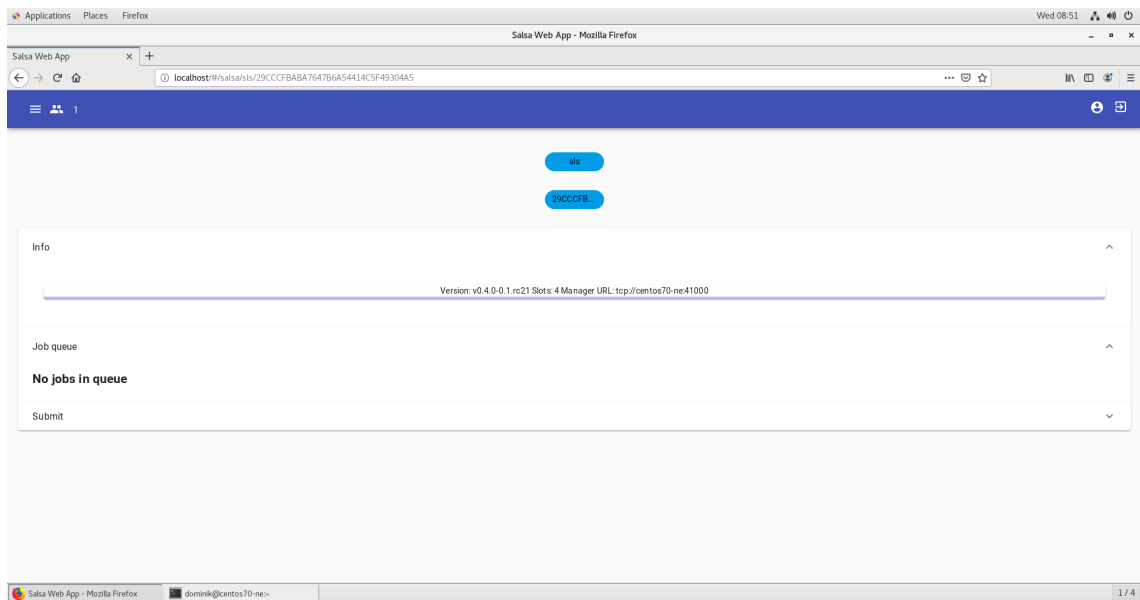 Applications Places Firefox Wed 08:51
Salsa Web App - Mozilla Firefox
Salsa Web App
localhost/#/salsa/sls/29CCCFBABA7647B6A54414C5F49304A5
1
sls
29CCCFB...
Info
Version: v0.4.0-0.1.rc21 Slots: 4 Manager URL: tcp://centos70-ne:41000
Job queue
No jobs in queue
Submit
Salsa Web App - Mozilla Firefox dominik@centos70-ne:~ 1 / 4